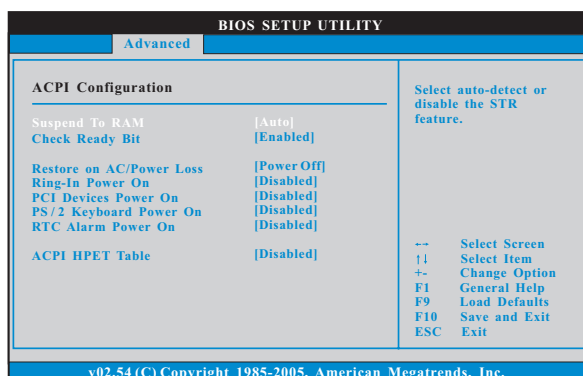 BIOS SETUP UTILITY
Advanced
ACPI Configuration
Suspend To RAM [Auto]
Check Ready Bit [Enabled]
Restore on AC/Power Loss [Power Off]
Ring-In Power On [Disabled]
PCI Devices Power On [Disabled]
PS/2 Keyboard Power On [Disabled]
RTC Alarm Power On [Disabled]
ACPI HPET Table [Disabled]
Select auto-detect or
disable the STR
feature.
←→ Select Screen
↑↓ Select Item
+- Change Option
F1 General Help
F9 Load Defaults
F10 Save and Exit
ESC Exit
v02.54 (C) Copyright 1985-2005, American Megatrends, Inc.